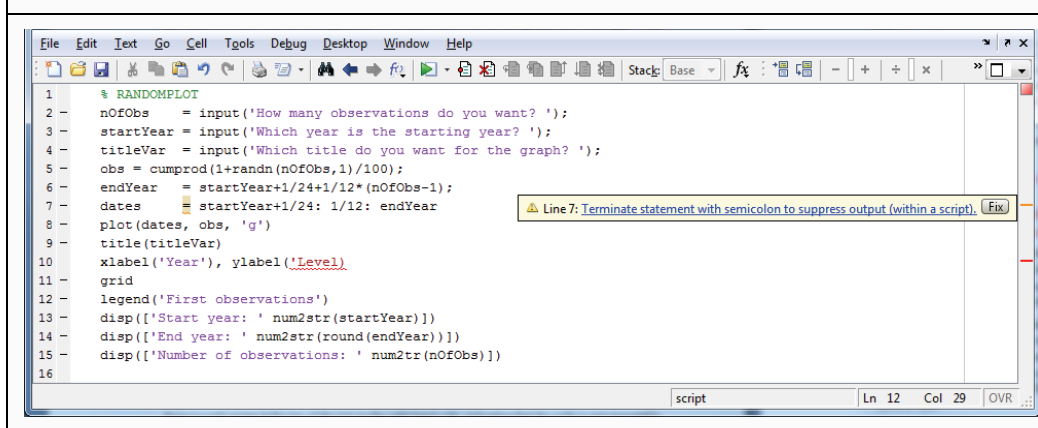 File Edit Text Go Cell Tools Debug Desktop Window Help
Stack: Base fx - + ÷ × »
1 % RANDOMPLOT
2 - nOfObs = input('How many observations do you want? ');
3 - startYear = input('Which year is the starting year? ');
4 - titleVar = input('Which title do you want for the graph? ');
5 - obs = cumprod(1+randn(nOfObs,1)/100);
6 - endYear = startYear+1/24+1/12*(nOfObs-1);
7 - dates = startYear+1/24: 1/12: endYear
Line 7: Terminate statement with semicolon to suppress output (within a script). Fix
8 - plot(dates, obs, 'g')
9 - title(titleVar)
10 xlabel('Year'), ylabel('Level)
11 - grid
12 - legend('First observations')
13 - disp(['Start year: ' num2str(startYear)])
14 - disp(['End year: ' num2str(round(endYear))])
15 - disp(['Number of observations: ' num2tr(nOfObs)])
16
script Ln 12 Col 29 OVR